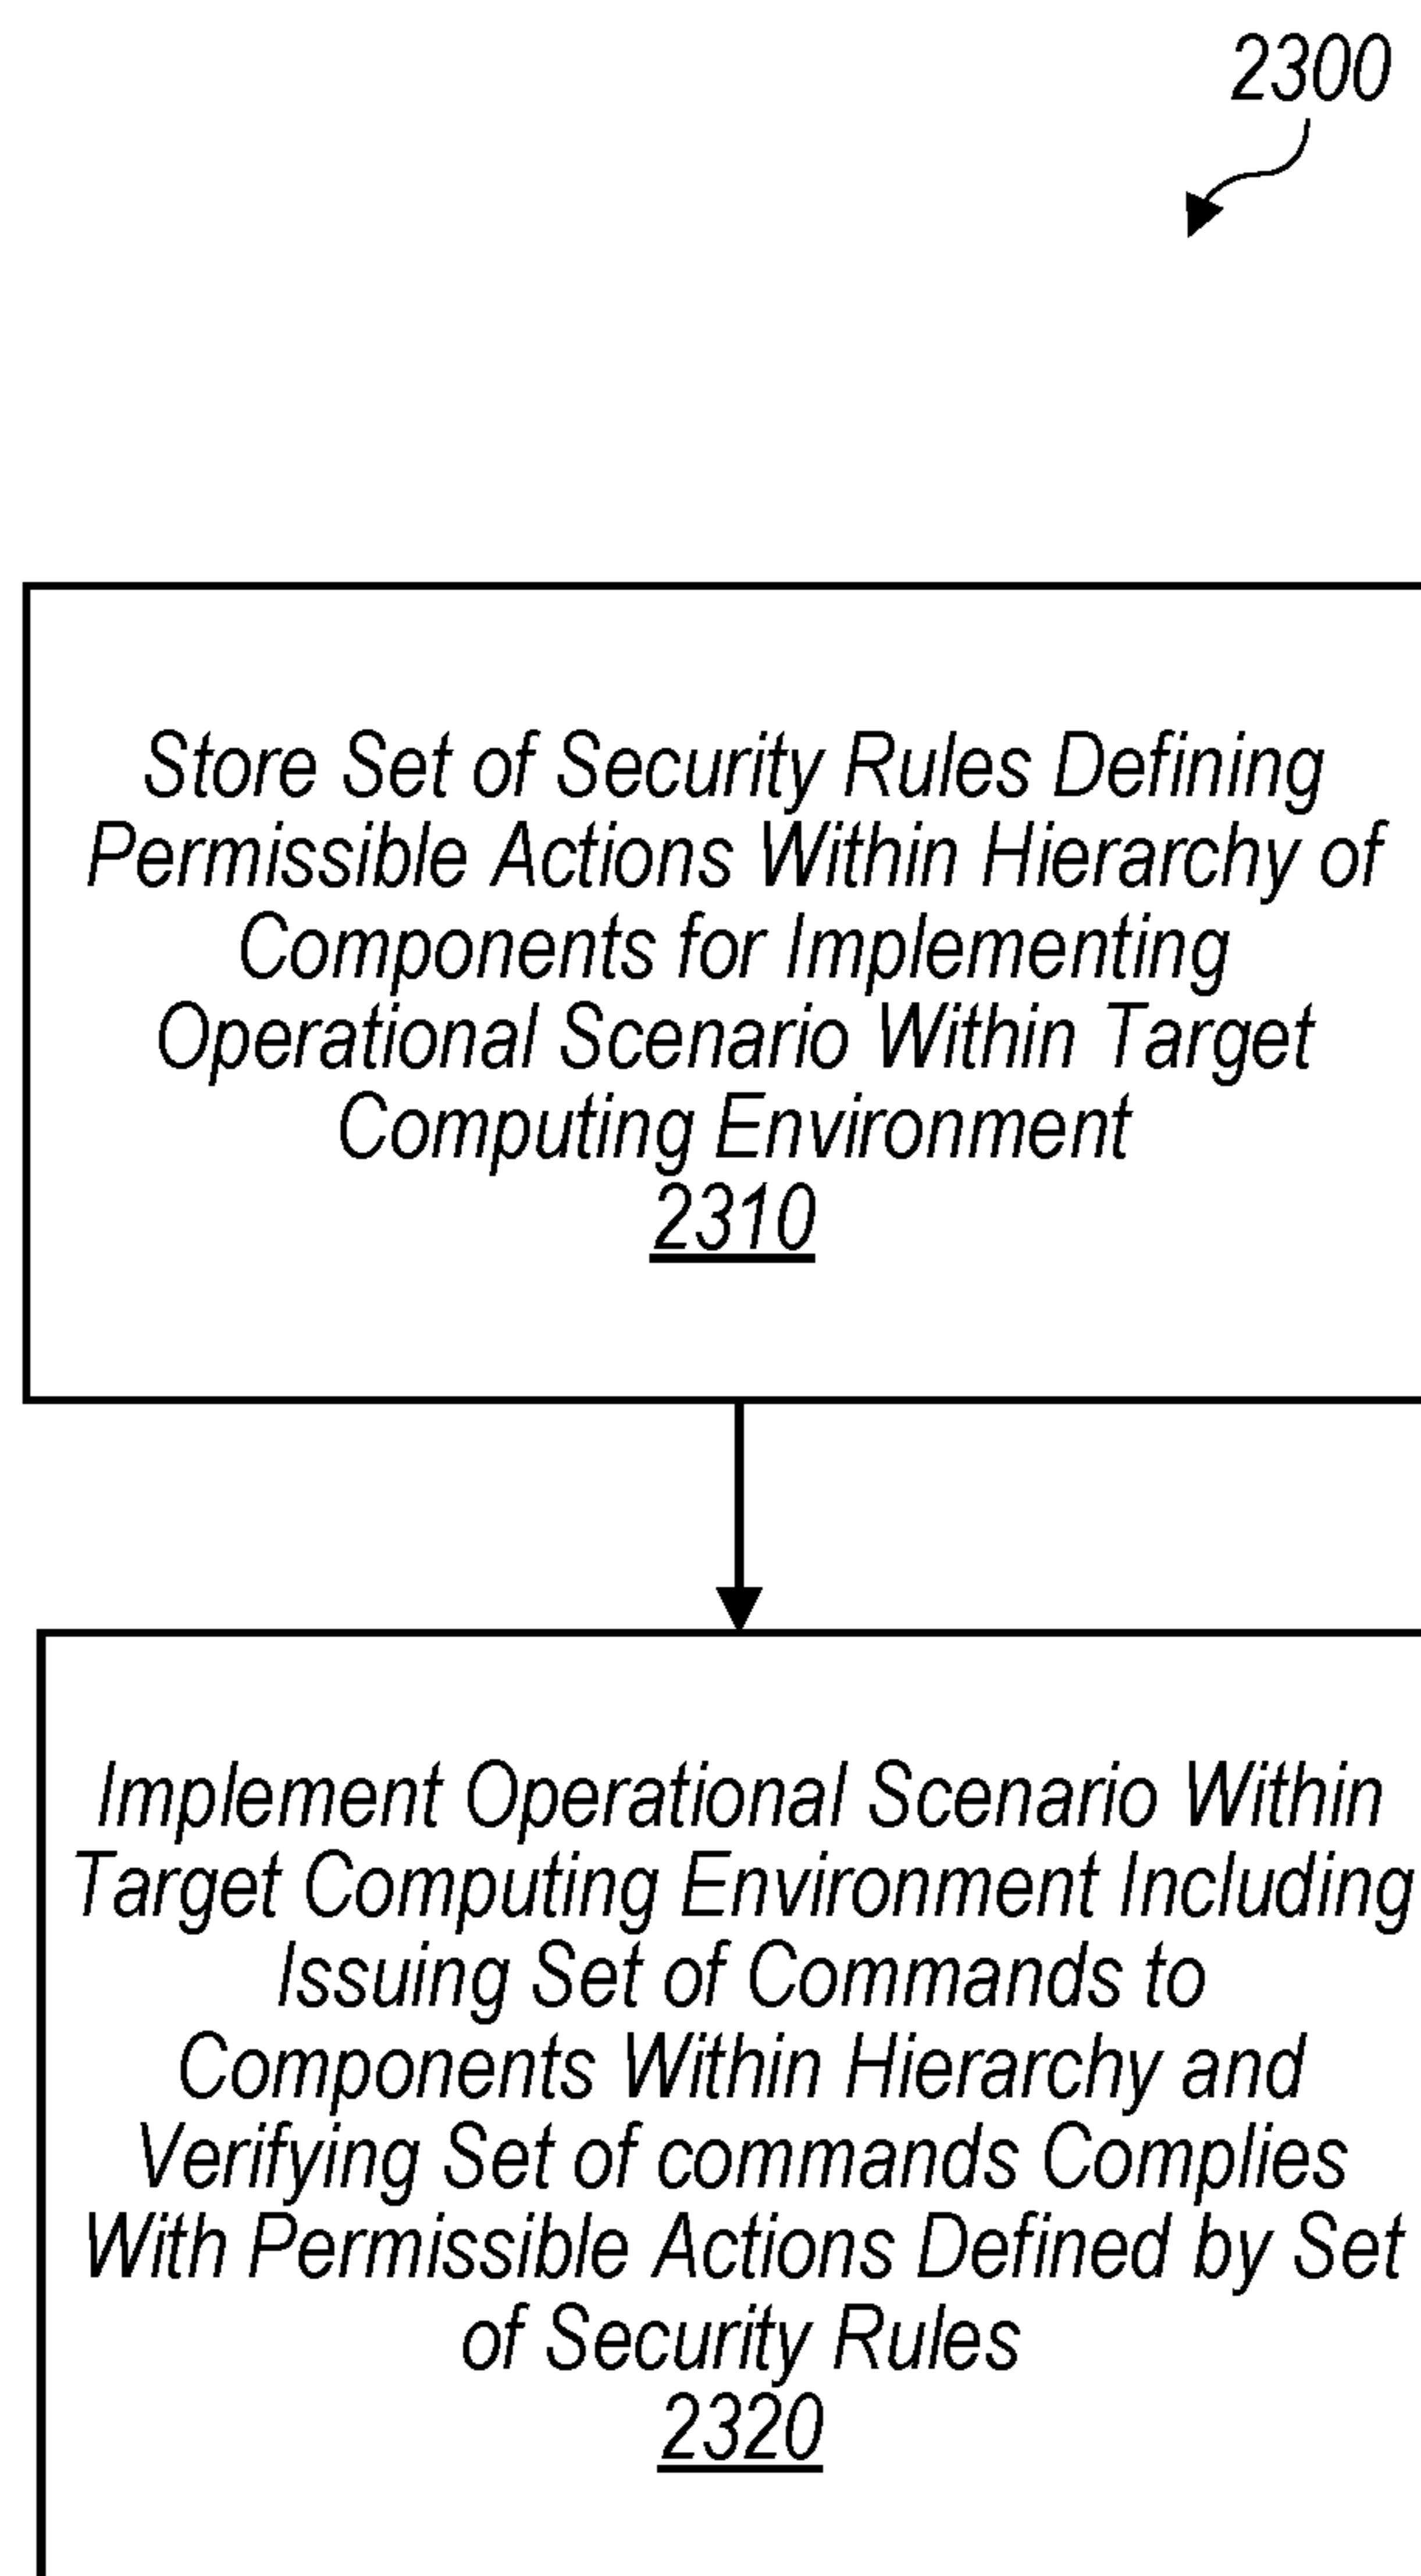 2300
Store Set of Security Rules Defining
Permissible Actions Within Hierarchy of
Components for Implementing
Operational Scenario Within Target
Computing Environment
2310
Implement Operational Scenario Within
Target Computing Environment Including
Issuing Set of Commands to
Components Within Hierarchy and
Verifying Set of commands Complies
With Permissible Actions Defined by Set
of Security Rules
2320